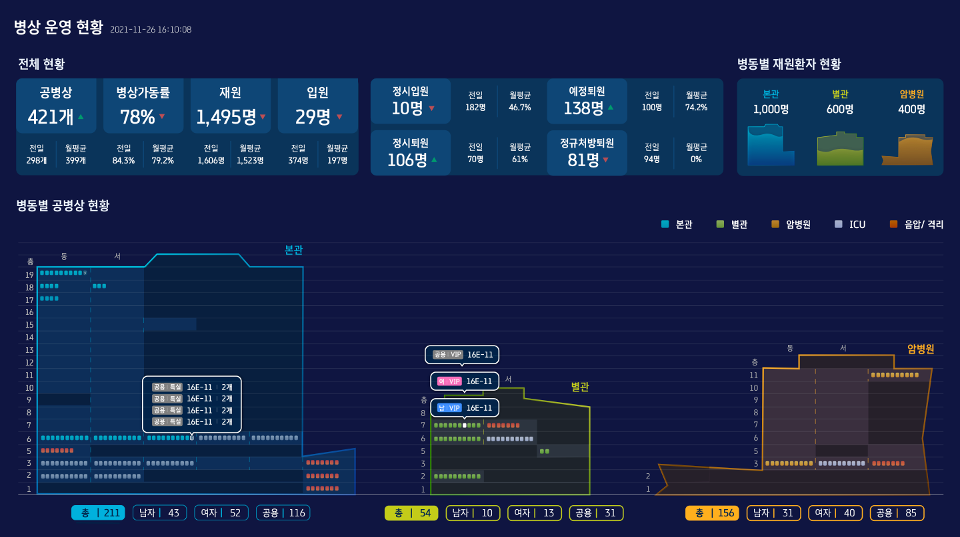 병상 운영 현황 2021-11-26 16:10:08
전체 현황
공병상
421개
전일 월평균
298개 399개
병상가동률
78%
전일 월평균
84.3% 79.2%
재원
1,495명
전일 월평균
1,606명 1,523명
입원
29명
전일 월평균
374명 197명
정시입원
10명
전일 월평균
182명 46.7%
예정퇴원
138명
전일 월평균
100명 74.2%
정시퇴원
106명
전일 월평균
70명 61%
정규처방퇴원
81명
전일 월평균
94명 0%
병동별 재원환자 현황
본관 별관 암병원
1,000명 600명 400명
병동별 공병상 현황
본관 별관 암병원 ICU 음압/ 격리
본관
층 동 서
19
18
17
16
15
14
13
12
11
10
9
8
7
6
5
3
2
1
공용 특실 16E-11 2개
공용 특실 16E-11 2개
공용 특실 16E-11 2개
공용 특실 16E-11 2개
총 | 211 남자 | 43 여자 | 52 공용 | 116
공용 VIP 16E-11
여 VIP 16E-11
남 VIP 16E-11
서
별관
층
8
7
6
5
3
2
1
총 | 54 남자 | 10 여자 | 13 공용 | 31
암병원
동 서
층
11
10
9
8
7
6
5
3
2
1
총 | 156 남자 | 31 여자 | 40 공용 | 85